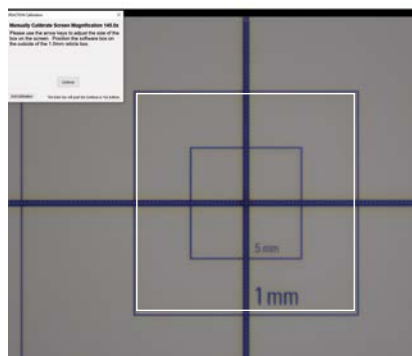 Manually Calibrate Screen Magnification 140.0x
Please use the arrow keys to adjust the size of the
box on the screen. Position the software box on
the outside of the 1.0mm reticle box.
Continue
5 mm
1 mm